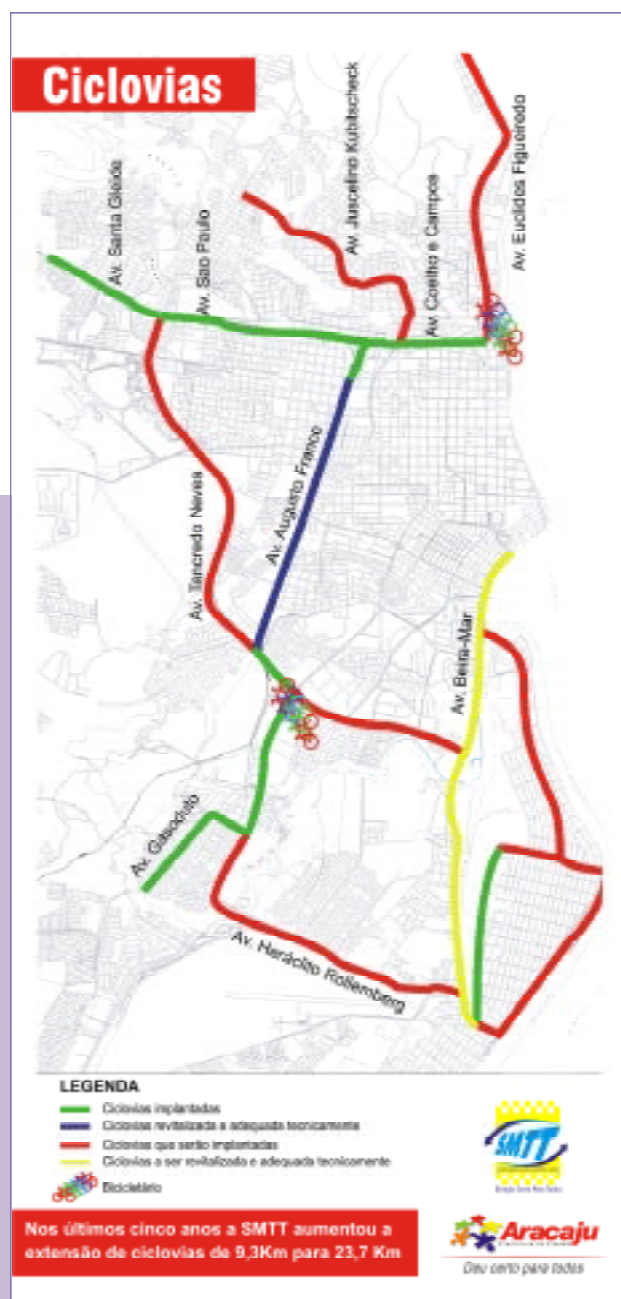 Ciclovias
Av. Santa Gleide
Av. São Paulo
Av. Juscelino Kubitscheck
Av. Coelho e Campos
Av. Euclides Figueiredo
Av. Augusto Franco
Av. Tancredo Neves
Av. Beira-Mar
Av. Gasoduto
Av. Heráclito Rollemberg
LEGENDA
Ciclovias implantadas
Ciclovias revitalizada e adequada tecnicamente
Ciclovias que serão implantadas
Ciclovias a ser revitalizada e adequada tecnicamente
Bicicletário
SMTT
Nos últimos cinco anos a SMTT aumentou a
extensão de ciclovias de 9,3Km para 23,7 Km
Aracaju
Deu certo para todos